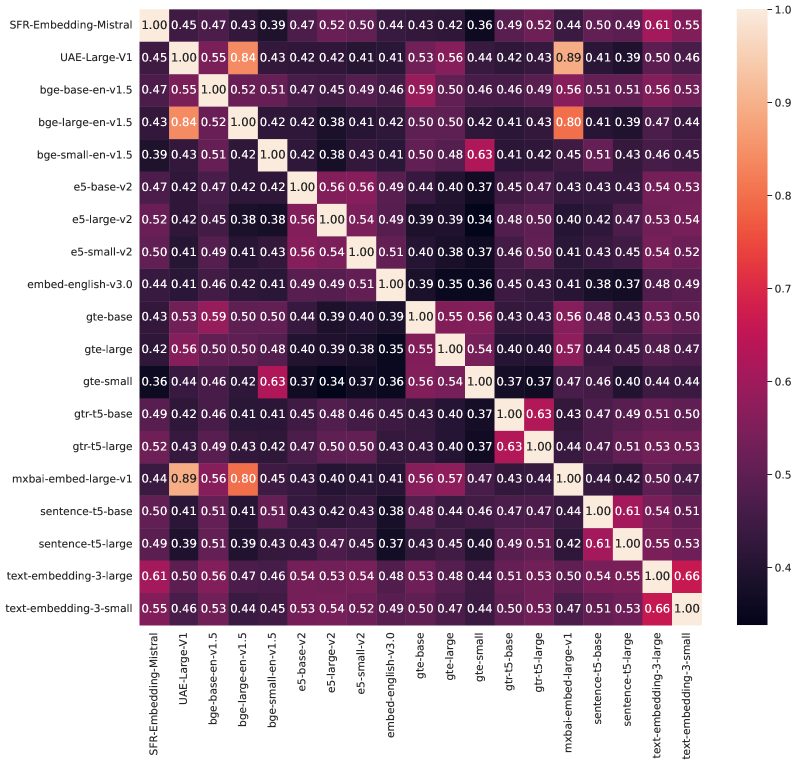 SFR-Embedding-Mistral 1.00 0.45 0.47 0.43 0.39 0.47 0.52 0.50 0.44 0.43 0.42 0.36 0.49 0.52 0.44 0.50 0.49 0.61 0.55 1.0
UAE-Large-V1 0.45 1.00 0.55 0.84 0.43 0.42 0.42 0.41 0.41 0.53 0.56 0.44 0.42 0.43 0.89 0.41 0.39 0.50 0.46
bge-base-en-v1.5 0.47 0.55 1.00 0.52 0.51 0.47 0.45 0.49 0.46 0.59 0.50 0.46 0.46 0.49 0.56 0.51 0.51 0.56 0.53
0.9
bge-large-en-v1.5 0.43 0.84 0.52 1.00 0.42 0.42 0.38 0.41 0.42 0.50 0.50 0.42 0.41 0.43 0.80 0.41 0.39 0.47 0.44
bge-small-en-v1.5 0.39 0.43 0.51 0.42 1.00 0.42 0.38 0.43 0.41 0.50 0.48 0.63 0.41 0.42 0.45 0.51 0.43 0.46 0.45
e5-base-v2 0.47 0.42 0.47 0.42 0.42 1.00 0.56 0.56 0.49 0.44 0.40 0.37 0.45 0.47 0.43 0.43 0.43 0.54 0.53
0.8
e5-large-v2 0.52 0.42 0.45 0.38 0.38 0.56 1.00 0.54 0.49 0.39 0.39 0.34 0.48 0.50 0.40 0.42 0.47 0.53 0.54
e5-small-v2 0.50 0.41 0.49 0.41 0.43 0.56 0.54 1.00 0.51 0.40 0.38 0.37 0.46 0.50 0.41 0.43 0.45 0.54 0.52
embed-english-v3.0 0.44 0.41 0.46 0.42 0.41 0.49 0.49 0.51 1.00 0.39 0.35 0.36 0.45 0.43 0.41 0.38 0.37 0.48 0.49
0.7
gte-base 0.43 0.53 0.59 0.50 0.50 0.44 0.39 0.40 0.39 1.00 0.55 0.56 0.43 0.43 0.56 0.48 0.43 0.53 0.50
gte-large 0.42 0.56 0.50 0.50 0.48 0.40 0.39 0.38 0.35 0.55 1.00 0.54 0.40 0.40 0.57 0.44 0.45 0.48 0.47
gte-small 0.36 0.44 0.46 0.42 0.63 0.37 0.34 0.37 0.36 0.56 0.54 1.00 0.37 0.37 0.47 0.46 0.40 0.44 0.44
0.6
gtr-t5-base 0.49 0.42 0.46 0.41 0.41 0.45 0.48 0.46 0.45 0.43 0.40 0.37 1.00 0.63 0.43 0.47 0.49 0.51 0.50
gtr-t5-large 0.52 0.43 0.49 0.43 0.42 0.47 0.50 0.50 0.43 0.43 0.40 0.37 0.63 1.00 0.44 0.47 0.51 0.53 0.53
mxbai-embed-large-v1 0.44 0.89 0.56 0.80 0.45 0.43 0.40 0.41 0.41 0.56 0.57 0.47 0.43 0.44 1.00 0.44 0.42 0.50 0.47
0.5
sentence-t5-base 0.50 0.41 0.51 0.41 0.51 0.43 0.42 0.43 0.38 0.48 0.44 0.46 0.47 0.47 0.44 1.00 0.61 0.54 0.51
sentence-t5-large 0.49 0.39 0.51 0.39 0.43 0.43 0.47 0.45 0.37 0.43 0.45 0.40 0.49 0.51 0.42 0.61 1.00 0.55 0.53
0.4
text-embedding-3-large 0.61 0.50 0.56 0.47 0.46 0.54 0.53 0.54 0.48 0.53 0.48 0.44 0.51 0.53 0.50 0.54 0.55 1.00 0.66
text-embedding-3-small 0.55 0.46 0.53 0.44 0.45 0.53 0.54 0.52 0.49 0.50 0.47 0.44 0.50 0.53 0.47 0.51 0.53 0.66 1.00
SFR-Embedding-Mistral
UAE-Large-V1
bge-base-en-v1.5
bge-large-en-v1.5
bge-small-en-v1.5
e5-base-v2
e5-large-v2
e5-small-v2
embed-english-v3.0
gte-base
gte-large
gte-small
gtr-t5-base
gtr-t5-large
mxbai-embed-large-v1
sentence-t5-base
sentence-t5-large
text-embedding-3-large
text-embedding-3-small